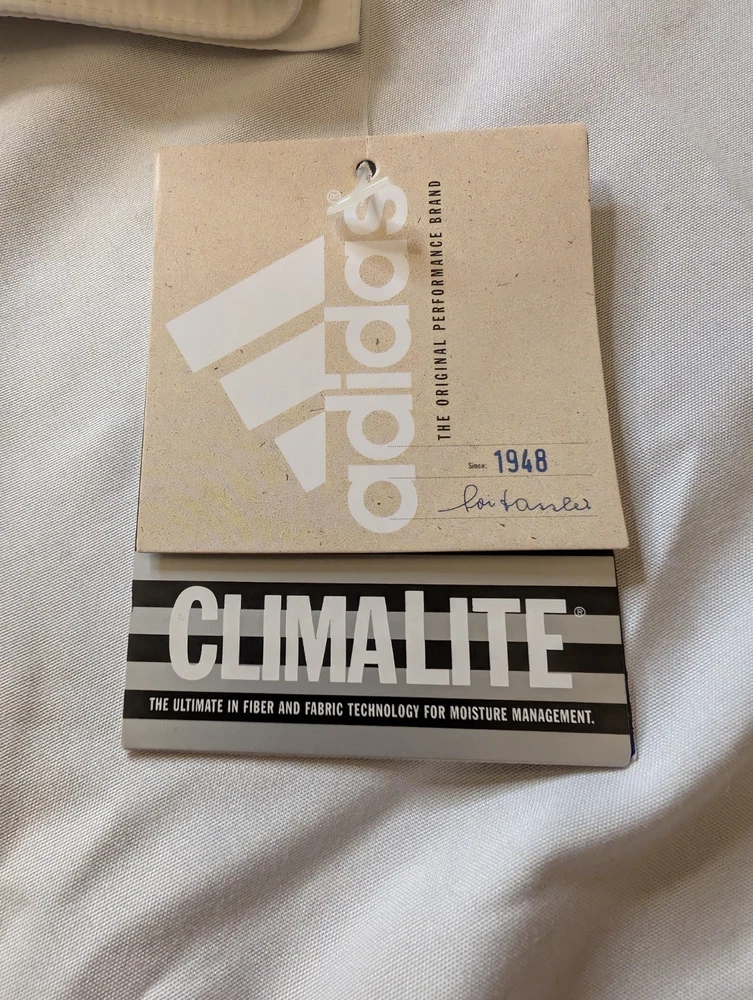 adidas®
THE ORIGINAL PERFORMANCE BRAND
Since: 1948
CLIMALITE®
THE ULTIMATE IN FIBER AND FABRIC TECHNOLOGY FOR MOISTURE MANAGEMENT.